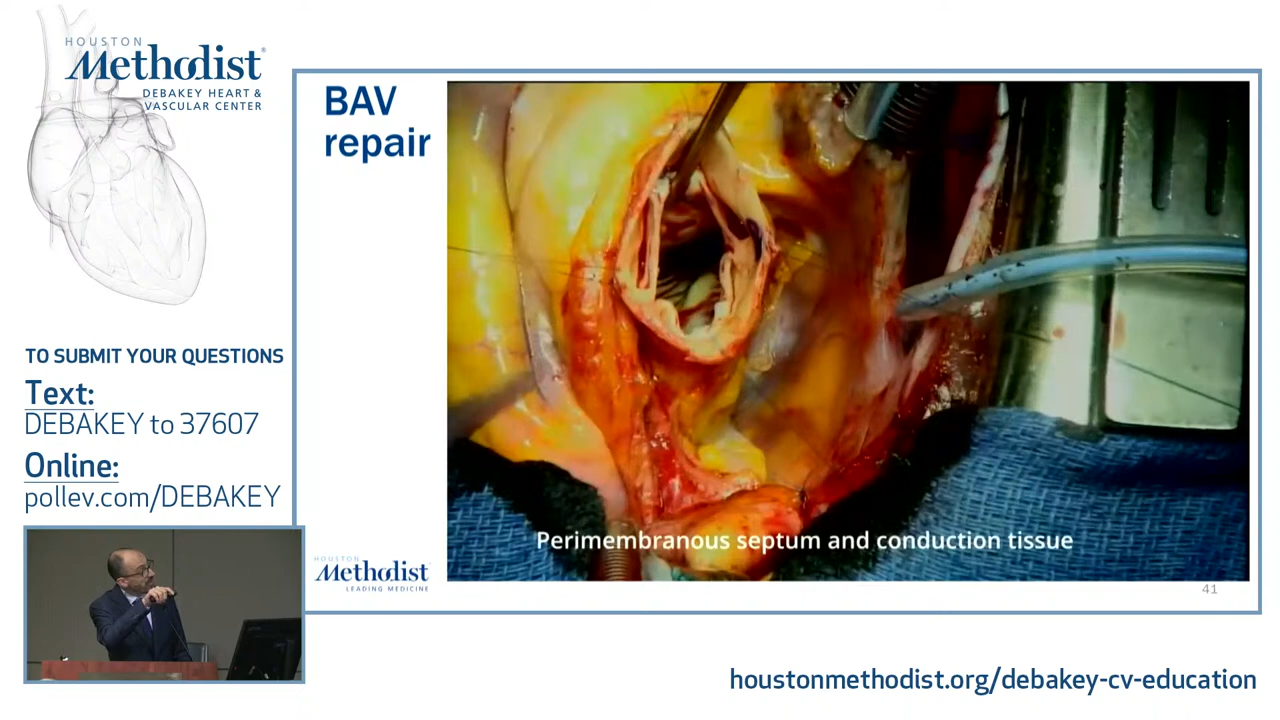 HOUSTON
Methodist®
DEBAKEY HEART &
VASCULAR CENTER
TO SUBMIT YOUR QUESTIONS
Text:
DEBAKEY to 37607
Online:
pollev.com/DEBAKEY
BAV
repair
Perimembranous septum and conduction tissue
HOUSTON
Methodist
LEADING MEDICINE
41
houstonmethodist.org/debakey-cv-education